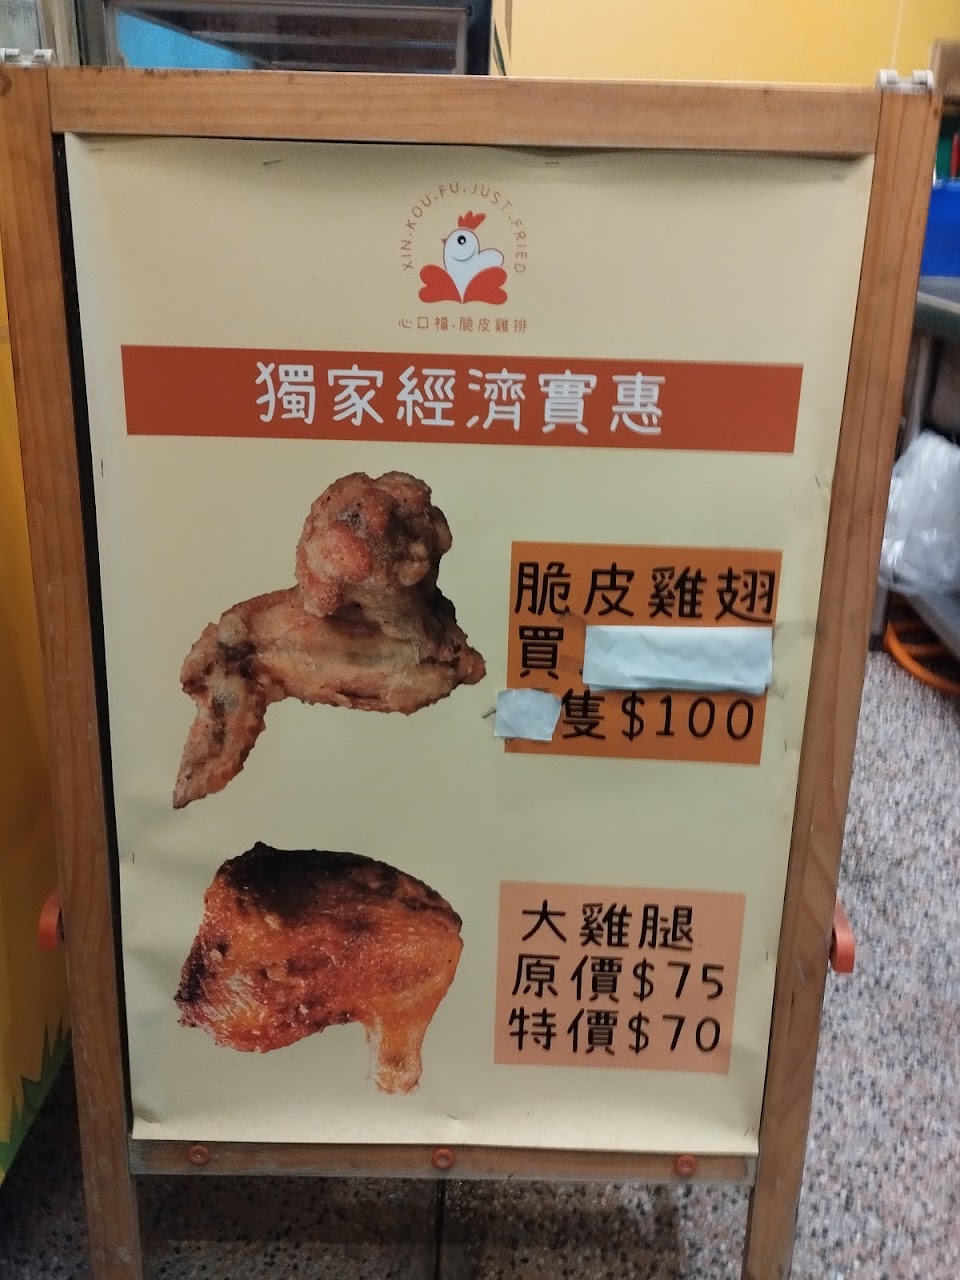 XIN.KOU.FU.JUST.FRIED
心口福.脆皮雞排
獨家經濟實惠
脆皮雞翅
買
隻$100
大雞腿
原價$75
特價$70